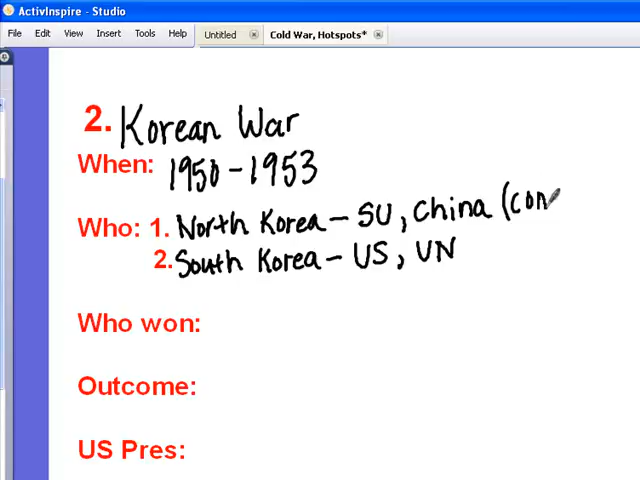 ActivInspire - Studio
File Edit View Insert Tools Help Untitled Cold War, Hotspots*
2. Korean War
When: 1950-1953
Who: 1. North Korea - SU, China (con
2. South Korea - US, UN
Who won:
Outcome:
US Pres: